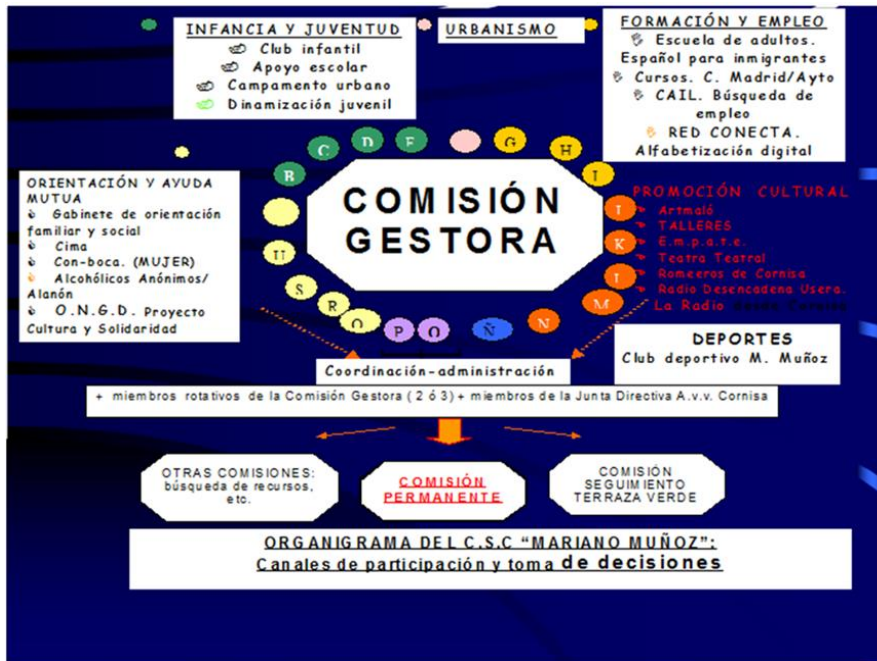 INFANCIA Y JUVENTUD
Club infantil
Apoyo escolar
Campamento urbano
Dinamización juvenil
URBANISMO
FORMACIÓN Y EMPLEO
Escuela de adultos.
Español para inmigrantes
Cursos. C. Madrid/Ayto
CAIL. Búsqueda de
empleo
RED CONECTA.
Alfabetización digital
ORIENTACIÓN Y AYUDA
MUTUA
Gabinete de orientación
familiar y social
Cima
Con-boca. (MUJER)
Alcohólicos Anónimos/
Alanón
O.N.G.D. Proyecto
Cultura y Solidaridad
B
C
D
F
G
H
I
J
K
L
M
N
Ñ
O
P
Q
R
S
U
COMISIÓN
GESTORA
PROMOCIÓN CULTURAL
Artmaló
TALLERES
E.m.p.a.t.e.
Teatra Teatral
Romeeros de Cornisa
Radio Desencadena Usera.
La Radio
DEPORTES
Club deportivo M. Muñoz
Coordinación-administración
+ miembros rotativos de la Comisión Gestora ( 2 ó 3) + miembros de la Junta Directiva A.v.v. Cornisa
OTRAS COMISIONES:
búsqueda de recursos,
etc.
COMISIÓN
PERMANENTE
COMISIÓN
SEGUIMIENTO
TERRAZA VERDE
ORGANIGRAMA DEL C.S.C "MARIANO MUÑOZ":
Canales de participación y toma de decisiones